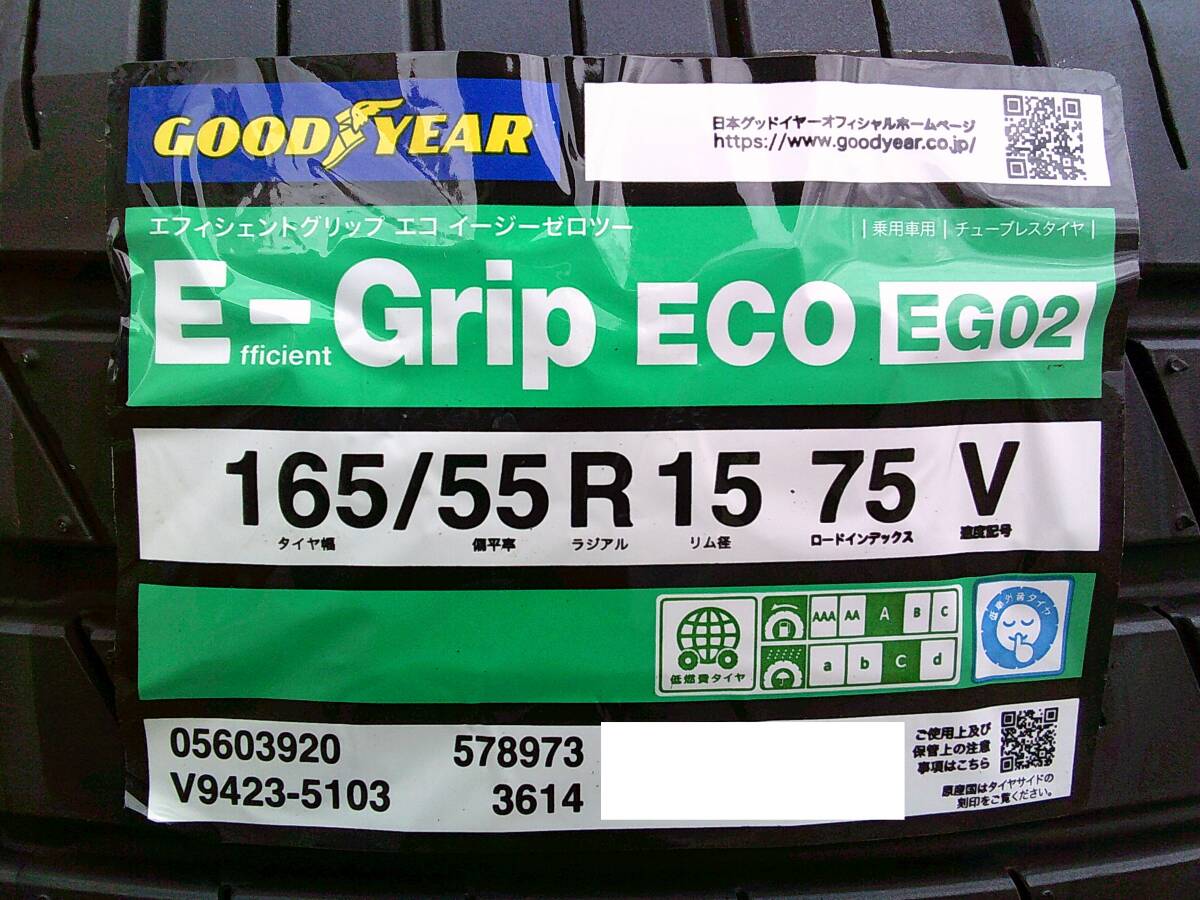 GOOD YEAR
日本グッドイヤーオフィシャルホームページ
https://www.goodyear.co.jp/
エフィシェントグリップ エコ イージーゼロツー
|乗用車用|チューブレスタイヤ|
E-Grip ECO EG02
fficient
165/55 R 15 75 V
タイヤ幅 偏平率 ラジアル リム径 ロードインデックス 速度記号
AAA AA A B C
a b c d
低燃費タイヤ
低車外音タイヤ
05603920 578973
V9423-5103 3614
ご使用上及び
保管上の注意
事項はこちら
原産国はタイヤサイドの
刻印をご覧ください。